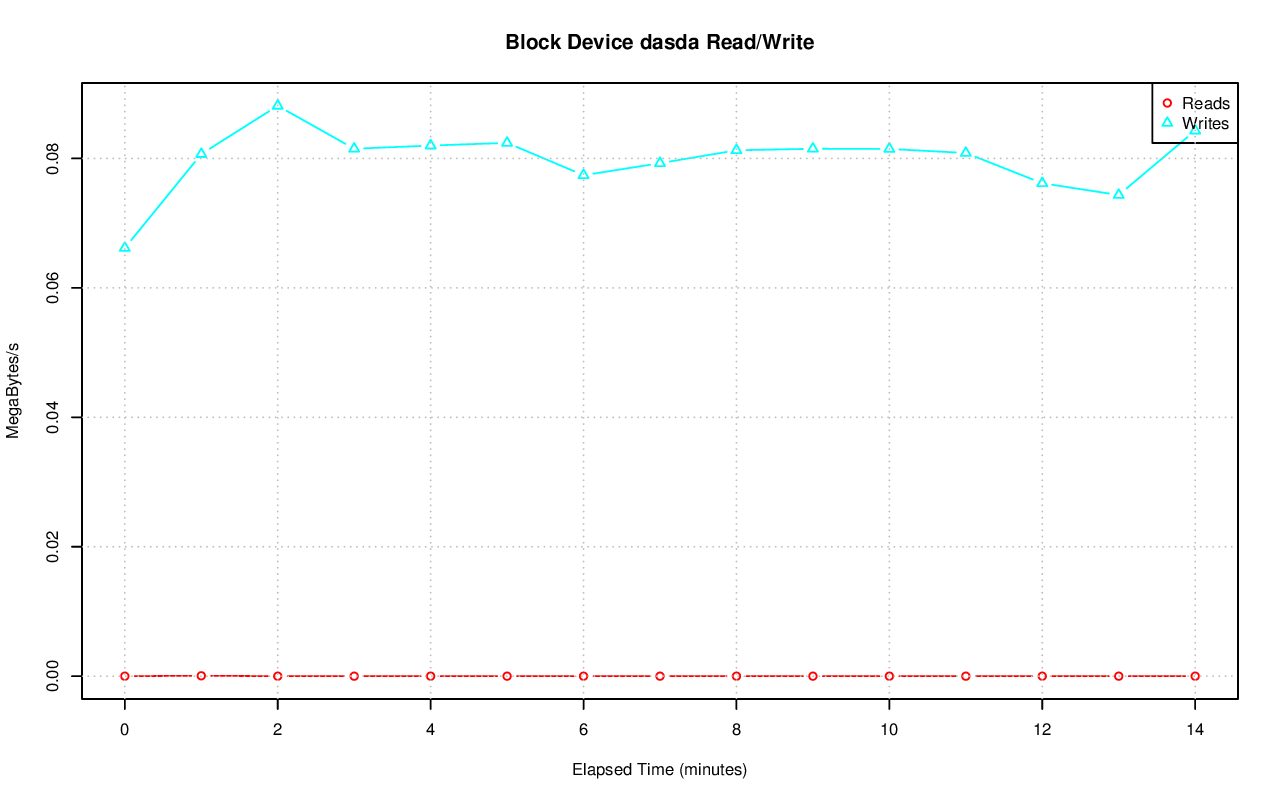 Block Device dasda Read/Write
Reads
Writes
MegaBytes/s
0.08
0.06
0.04
0.02
0.00
0 2 4 6 8 10 12 14
Elapsed Time (minutes)